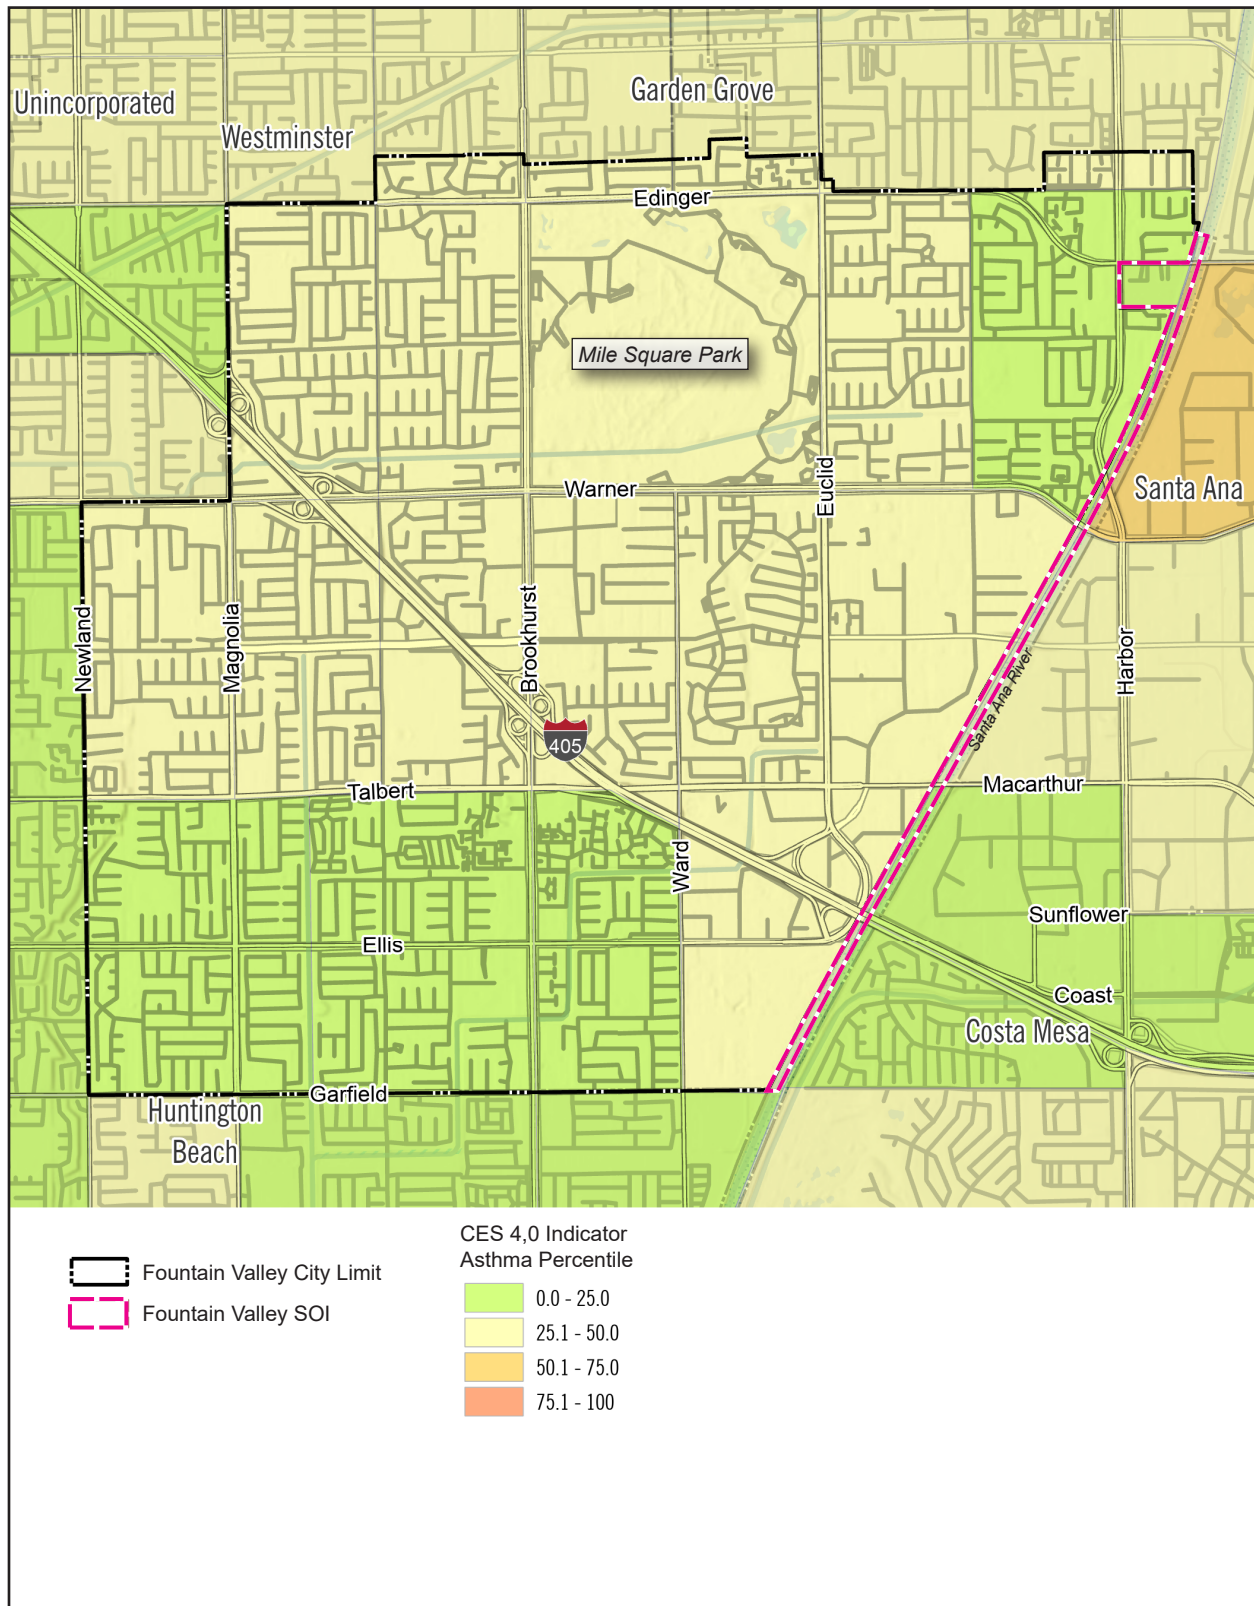 Unincorporated
Westminster
Garden Grove
Edinger
Mile Square Park
Warner
Euclid
Santa Ana
Newland
Magnolia
Brookhurst
Harbor
Santa Ana River
405
Talbert
Macarthur
Ward
Sunflower
Ellis
Coast
Costa Mesa
Garfield
Huntington
Beach
Fountain Valley City Limit
Fountain Valley SOI
CES 4,0 Indicator
Asthma Percentile
0.0 - 25.0
25.1 - 50.0
50.1 - 75.0
75.1 - 100